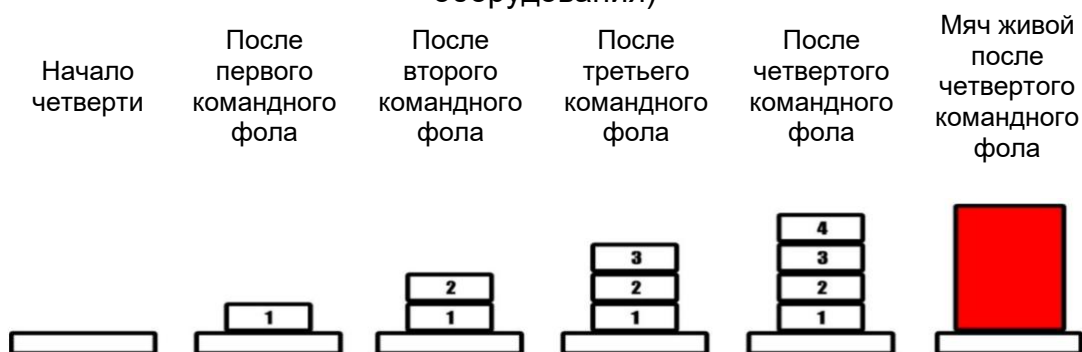 оборудования)
Начало
четверти
После
первого
командного
фола
После
второго
командного
фола
После
третьего
командного
фола
После
четвертого
командного
фола
Мяч живой
после
четвертого
командного
фола
1
2
1
3
2
1
4
3
2
1